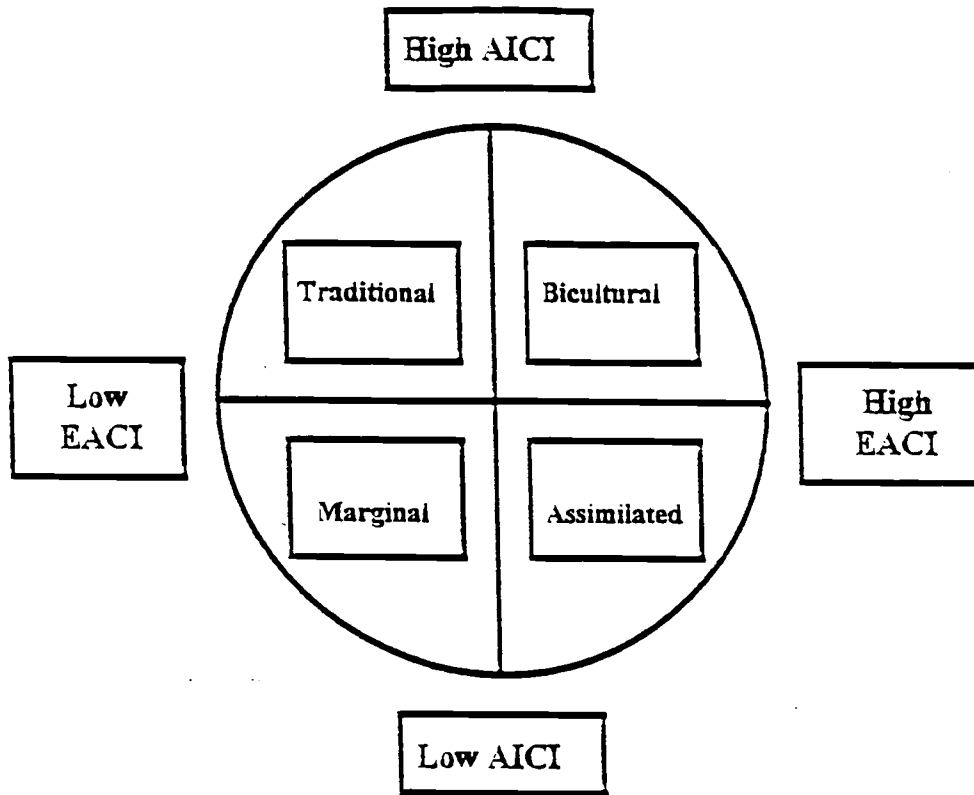 High AICI
Traditional
Bicultural
Low
EACI
High
EACI
Marginal
Assimilated
Low AICI